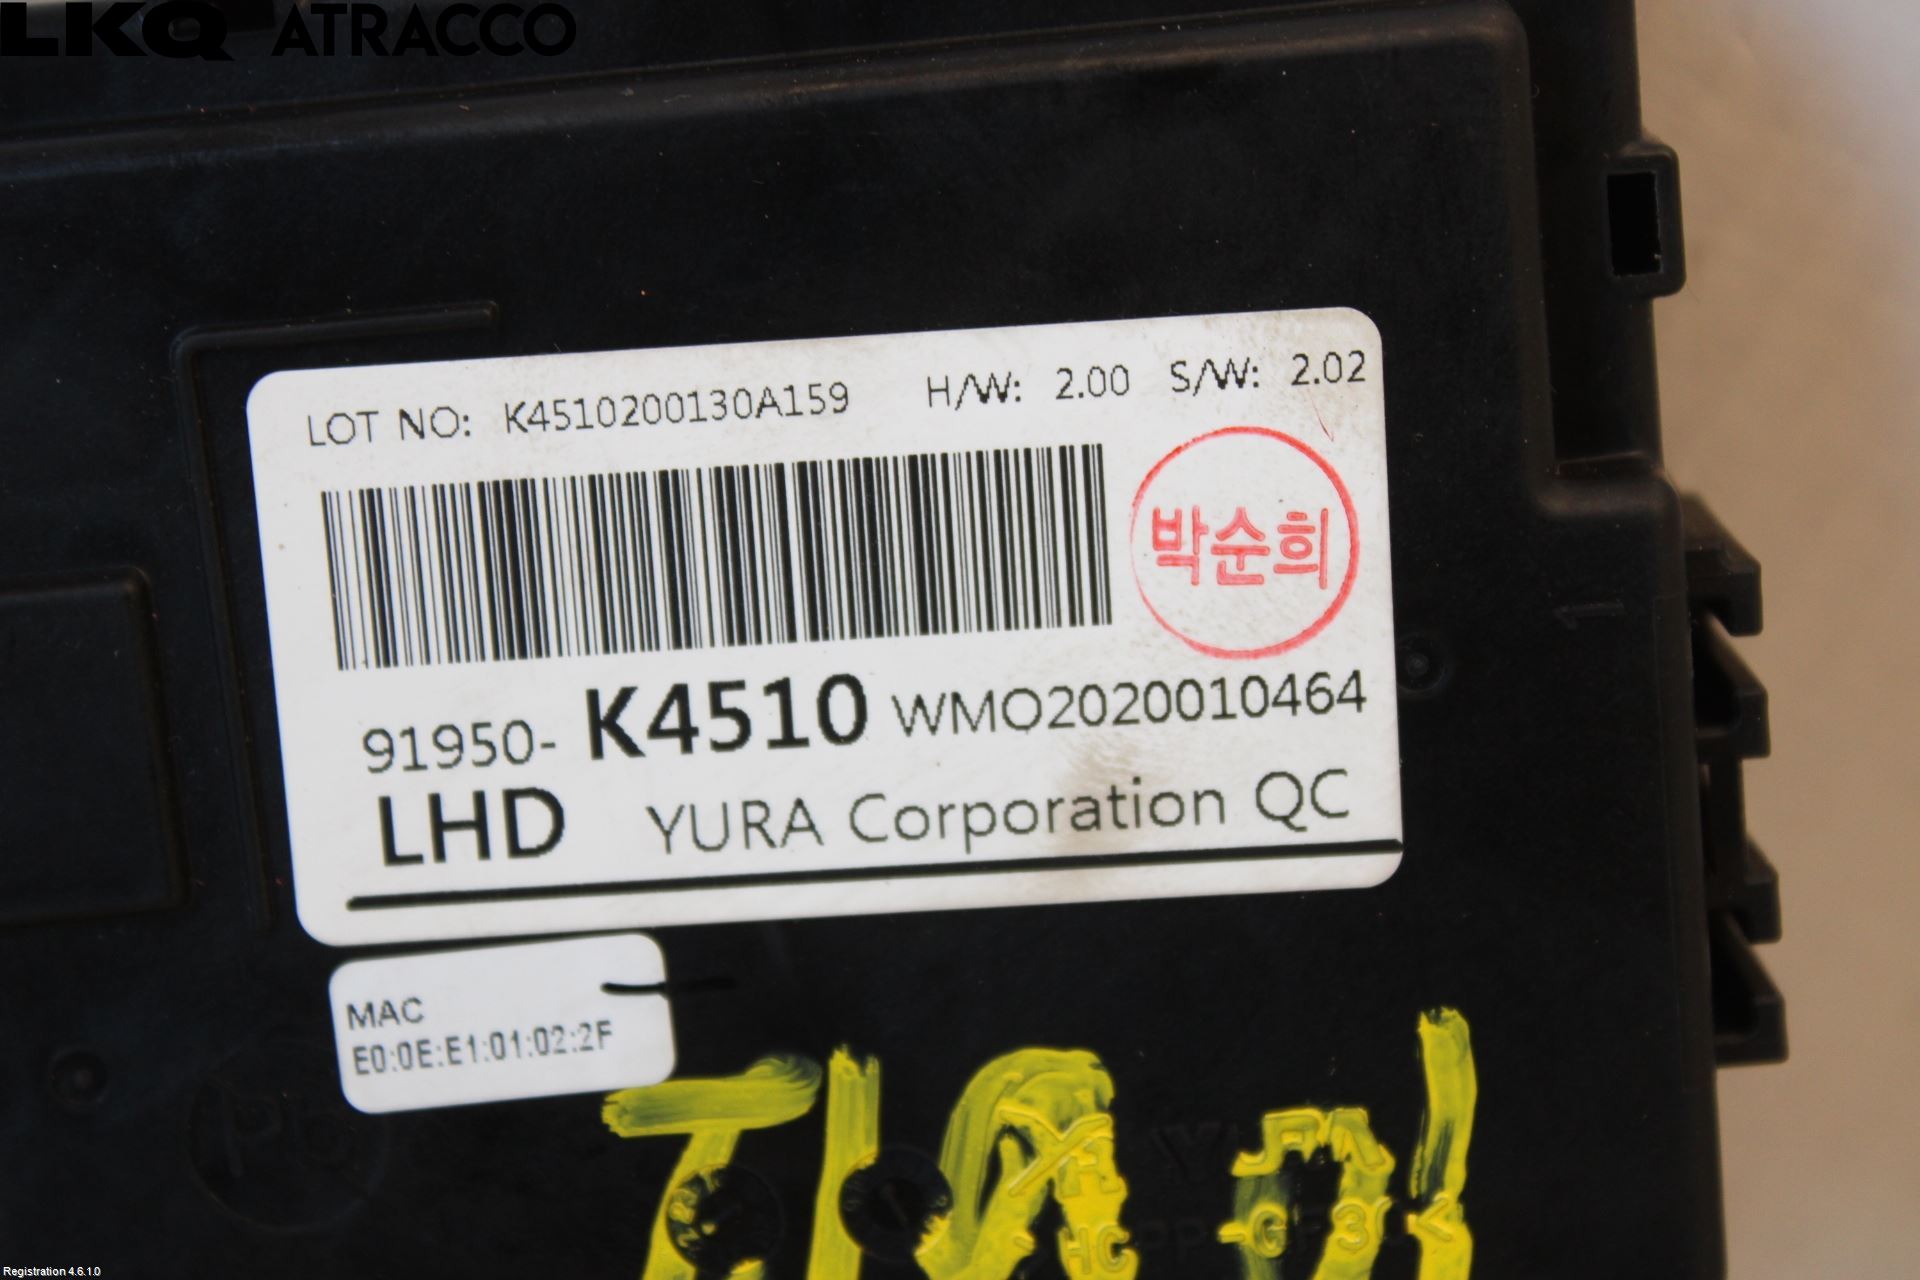 LKQ ATRACCO
LOT NO: K4510200130A159 H/W: 2.00 S/W: 2.02
박순희
91950- K4510 WMO2020010464
LHD YURA Corporation QC
MAC
E0:0E:E1:01:02:2F
Pb
Registration 4.6.1.0